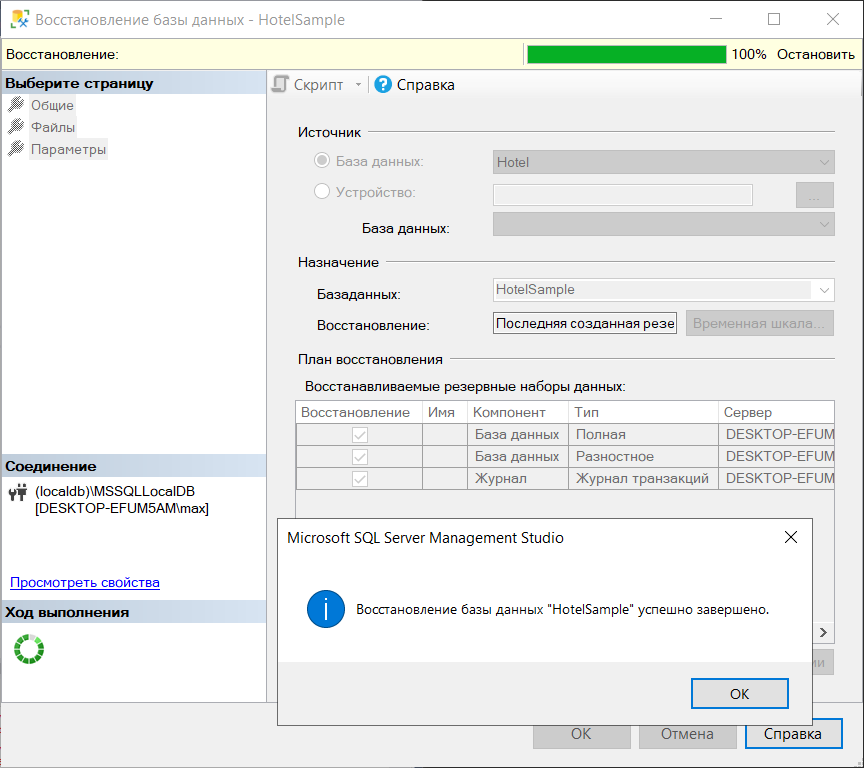 Восстановление базы данных - HotelSample
Восстановление:
100% Остановить
Выберите страницу
Общие
Файлы
Параметры
Соединение
(localdb)\MSSQLLocalDB
[DESKTOP-EFUM5AM\max]
Просмотреть свойства
Ход выполнения
Скрипт
Справка
Источник
База данных: Hotel
Устройство: ...
База данных:
Назначение
Базаданных: HotelSample
Восстановление: Последняя созданная резе Временная шкала...
План восстановления
Восстанавливаемые резервные наборы данных:
Восстановление Имя Компонент Тип Сервер
База данных Полная DESKTOP-EFUM
База данных Разностное DESKTOP-EFUM
Журнал Журнал транзакций DESKTOP-EFUM
Microsoft SQL Server Management Studio
Восстановление базы данных "HotelSample" успешно завершено.
OK
OK Отмена Справка